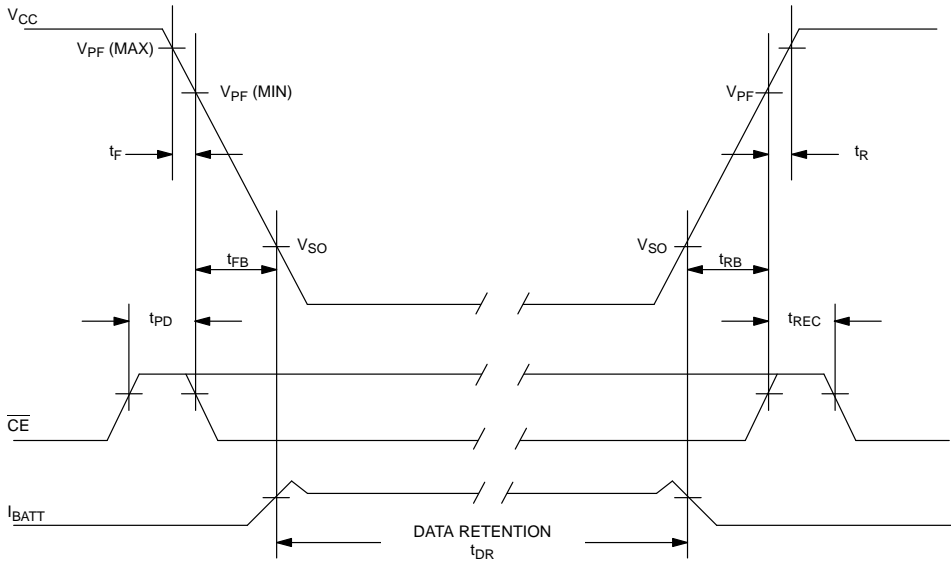 VCC
VPF (MAX)
VPF (MIN)
VPF
tF
tR
VSO
VSO
tFB
tRB
tPD
tREC
CE
IBATT
DATA RETENTION
tDR